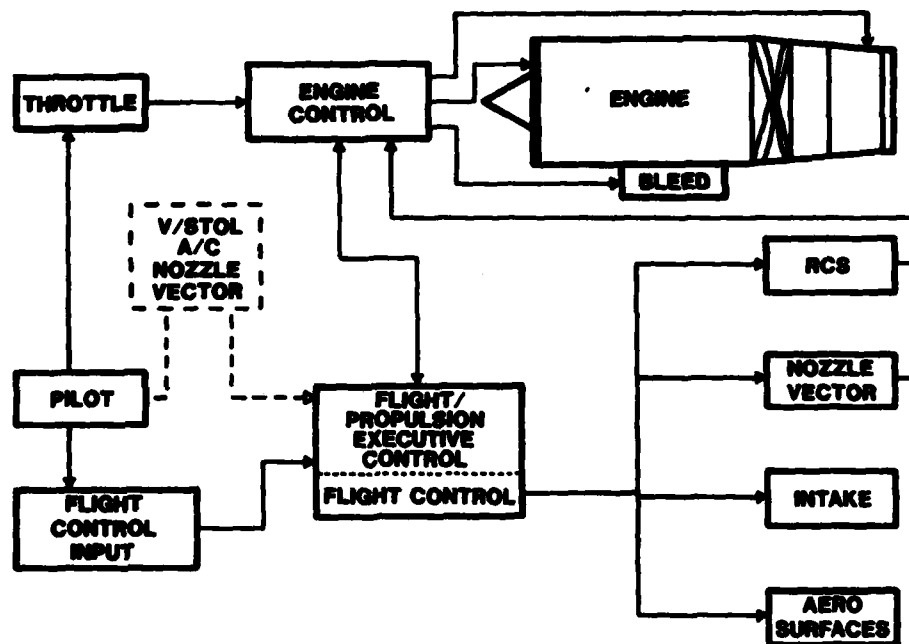 THROTTLE
ENGINE
CONTROL
ENGINE
BLEED
V/STOL
A/C
NOZZLE
VECTOR
RCS
PILOT
FLIGHT/
PROPULSION
EXECUTIVE
CONTROL
FLIGHT CONTROL
NOZZLE
VECTOR
FLIGHT
CONTROL
INPUT
INTAKE
AERO
SURFACES